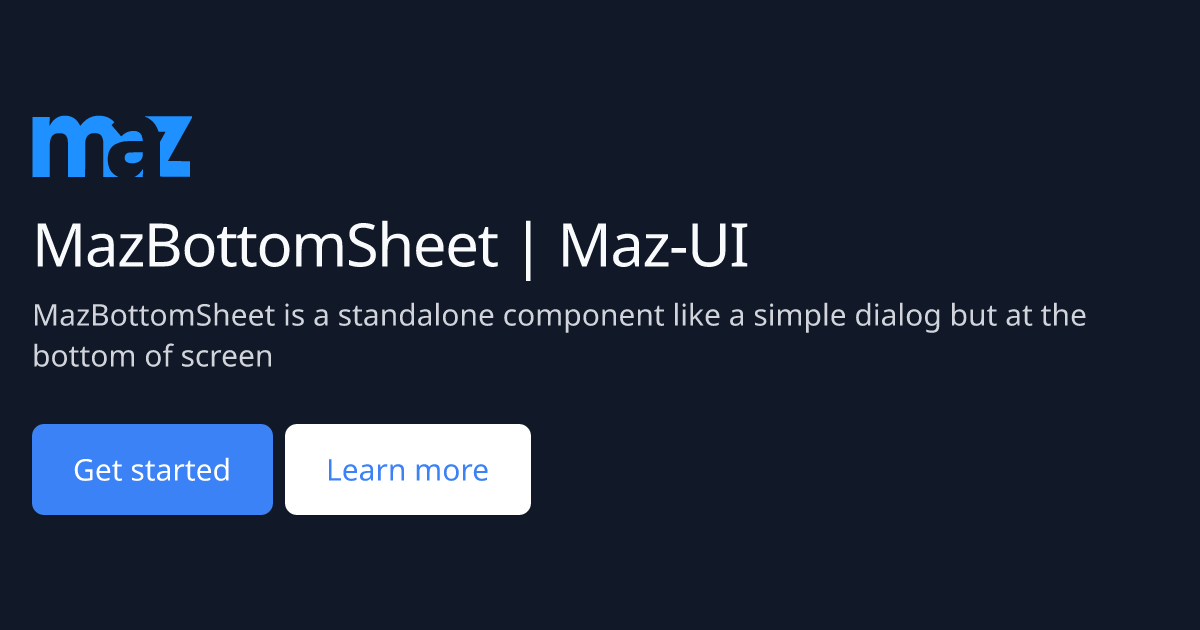 maz
MazBottomSheet | Maz-UI
MazBottomSheet is a standalone component like a simple dialog but at the
bottom of screen
Get started
Learn more